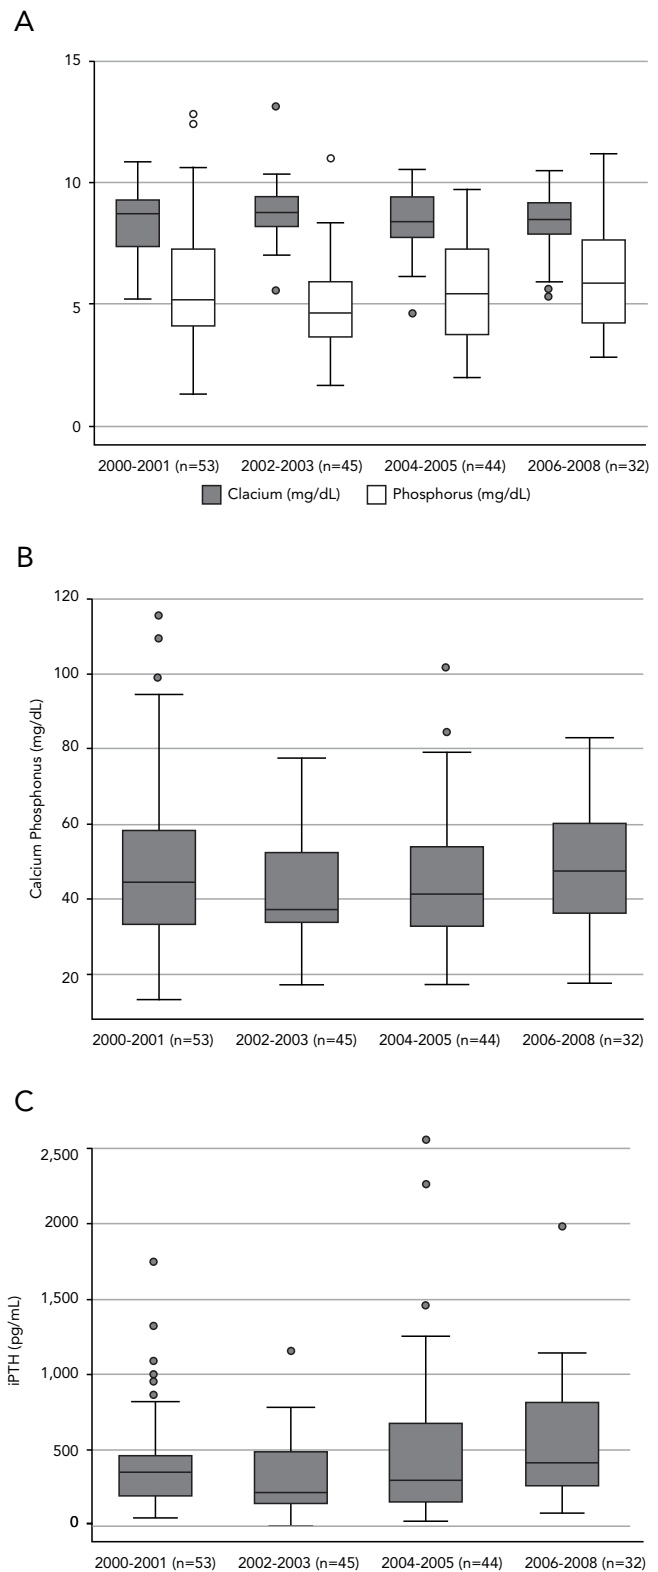 A
15
10
5
0
2000-2001 (n=53) 2002-2003 (n=45) 2004-2005 (n=44) 2006-2008 (n=32)
Clacium (mg/dL) Phosphorus (mg/dL)
B
120
100
80
60
40
20
Calcium Phosphonus (mg/dL)
2000-2001 (n=53) 2002-2003 (n=45) 2004-2005 (n=44) 2006-2008 (n=32)
C
2,500
2000
1,500
1,000
500
0
iPTH (pg/mL)
2000-2001 (n=53) 2002-2003 (n=45) 2004-2005 (n=44) 2006-2008 (n=32)